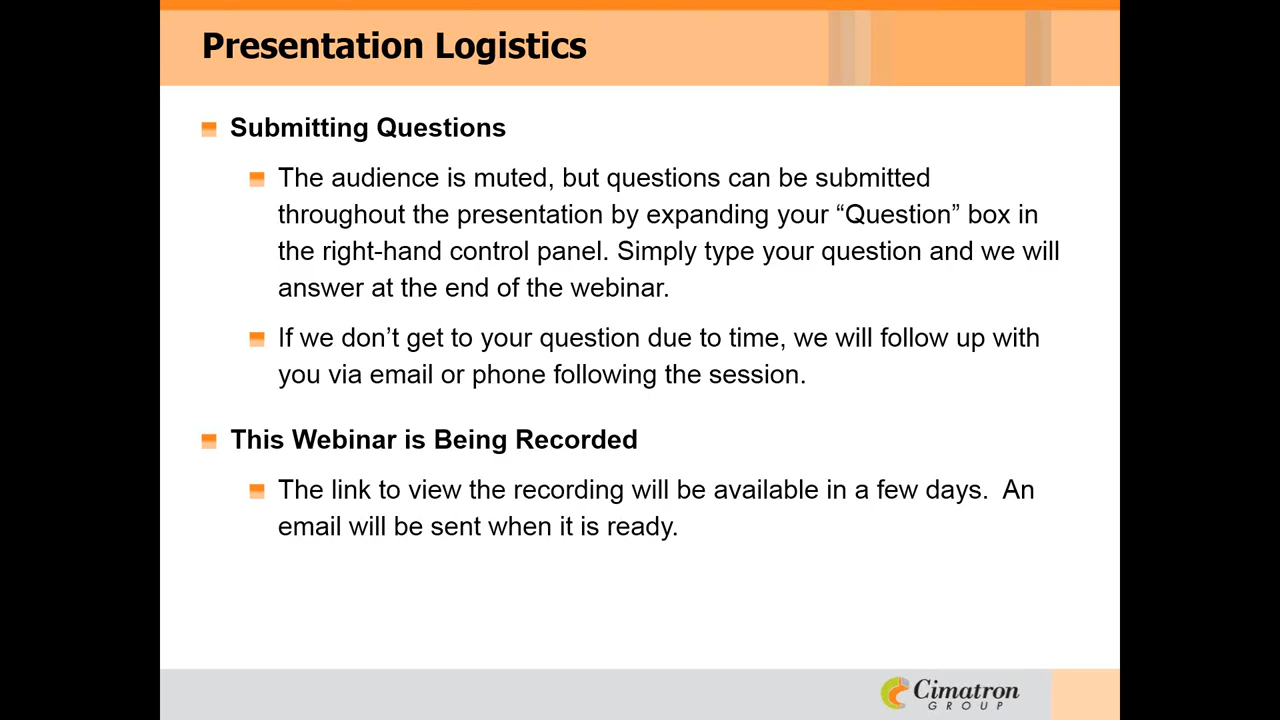 Presentation Logistics
Submitting Questions
The audience is muted, but questions can be submitted
throughout the presentation by expanding your “Question” box in
the right-hand control panel. Simply type your question and we will
answer at the end of the webinar.
If we don’t get to your question due to time, we will follow up with
you via email or phone following the session.
This Webinar is Being Recorded
The link to view the recording will be available in a few days.  An
email will be sent when it is ready.
Cimatron
GROUP